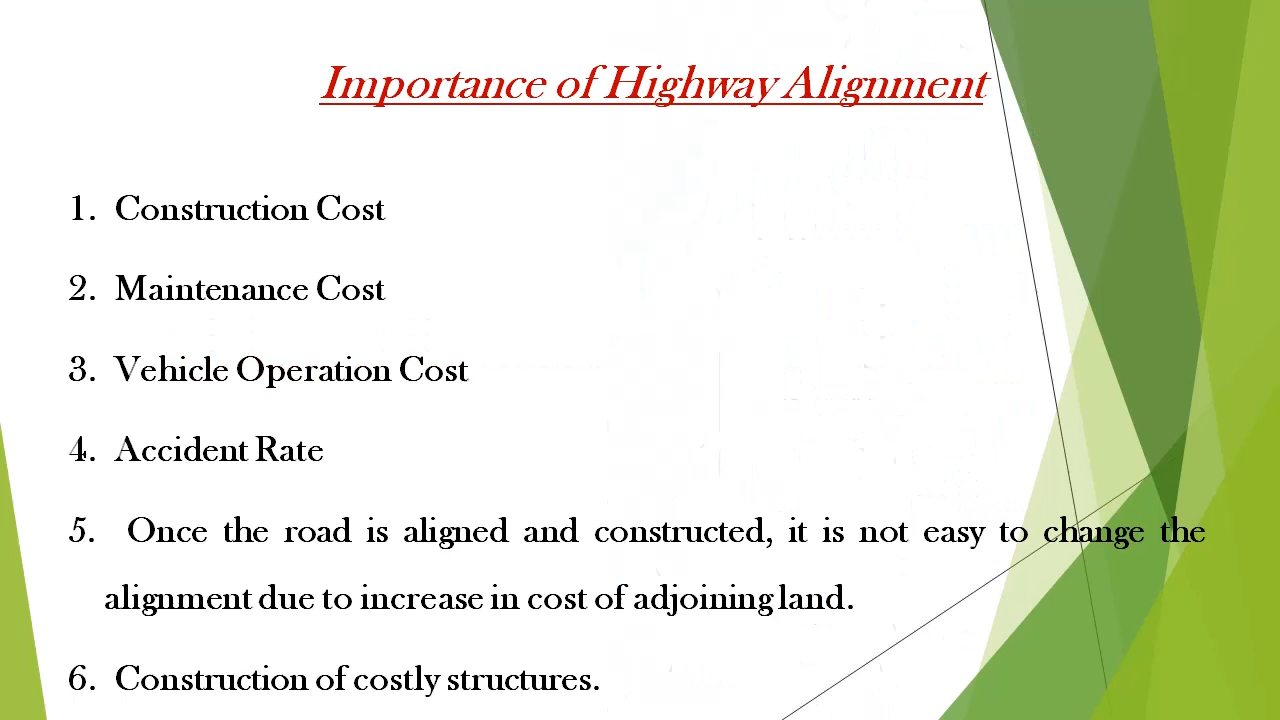 Importance of Highway Alignment
1. Construction Cost
2. Maintenance Cost
3. Vehicle Operation Cost
4. Accident Rate
5. Once the road is aligned and constructed, it is not easy to change the
alignment due to increase in cost of adjoining land.
6. Construction of costly structures.